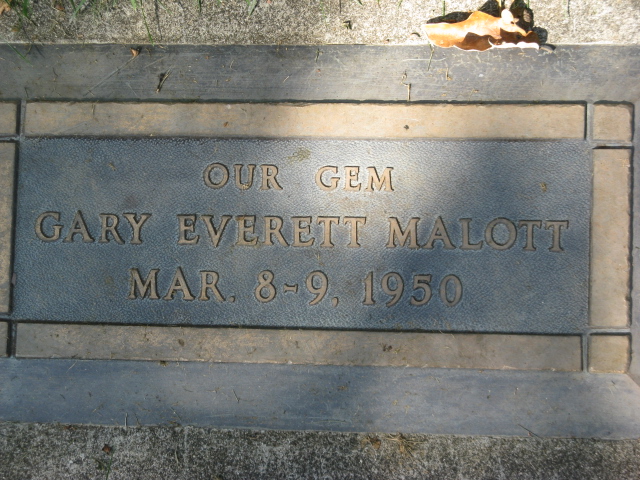 OUR GEM
GARY EVERETT MALOTT
MAR. 8-9, 1950